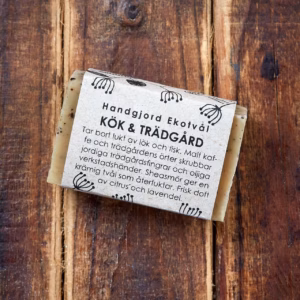 Handgjord Ekotvål
KÖK & TRÄDGÅRD
Tar bort lukt av lök och fisk. Malt kaf-
fe och trädgårdens örter skrubbar
jordiga trädgårdsfingrar och oljiga
verkstadshänder. Sheasmör ger en
krämig tvål som återfuktar. Frisk doft
av citrus och lavendel.